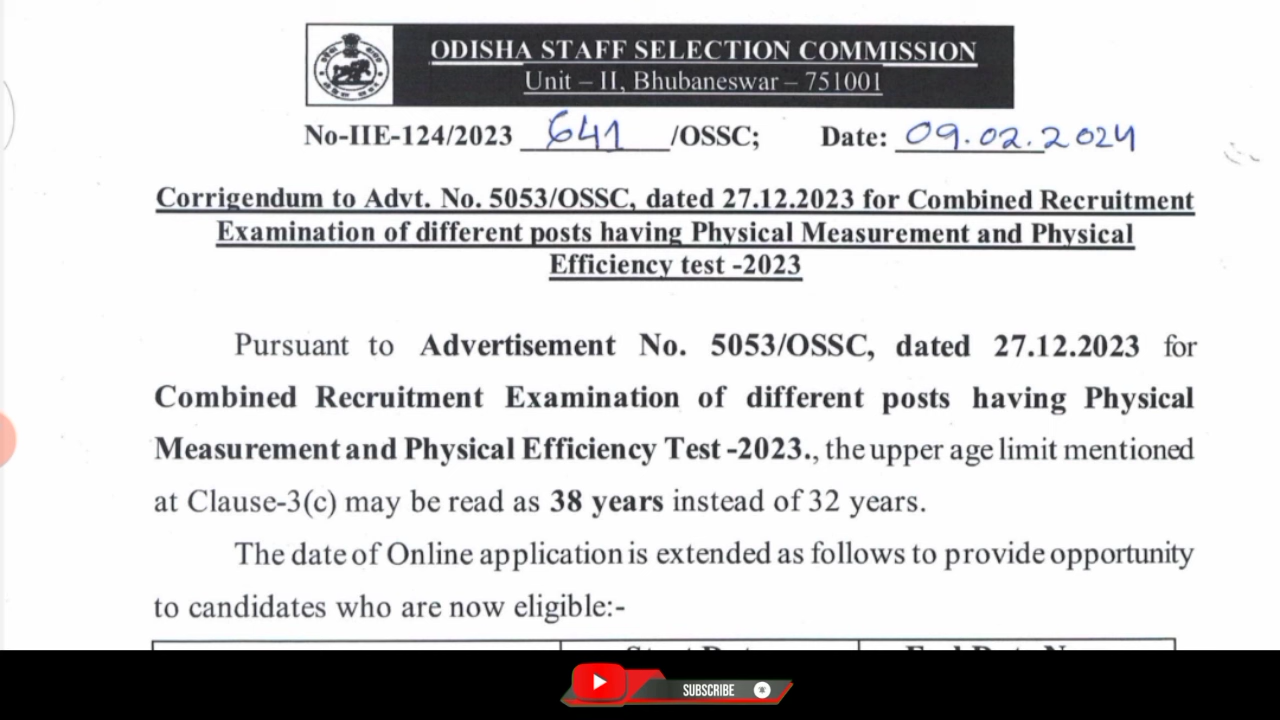 ODISHA STAFF SELECTION COMMISSION
Unit – II, Bhubaneswar – 751001
No-IIE-124/2023 641 /OSSC; Date: 09.02.2024
Corrigendum to Advt. No. 5053/OSSC, dated 27.12.2023 for Combined Recruitment
Examination of different posts having Physical Measurement and Physical
Efficiency test -2023
Pursuant to Advertisement No. 5053/OSSC, dated 27.12.2023 for
Combined Recruitment Examination of different posts having Physical
Measurement and Physical Efficiency Test -2023., the upper age limit mentioned
at Clause-3(c) may be read as 38 years instead of 32 years.
The date of Online application is extended as follows to provide opportunity
to candidates who are now eligible:-
SUBSCRIBE